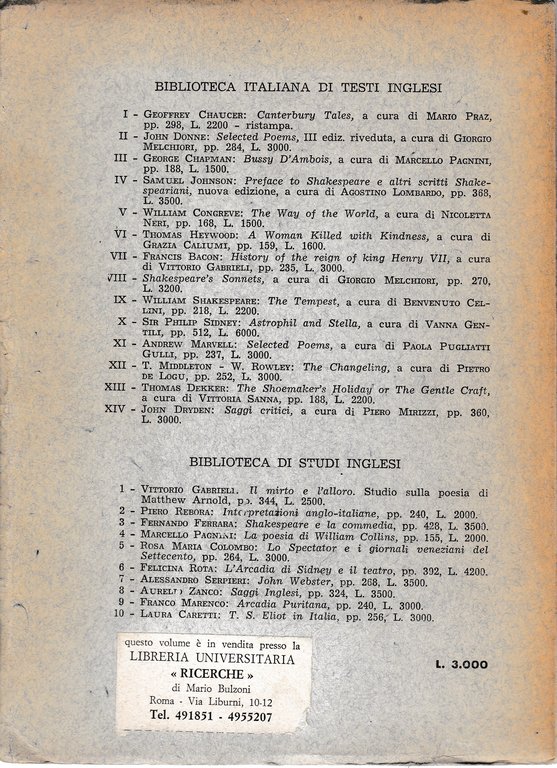 BIBLIOTECA ITALIANA DI TESTI INGLESI
I - GEOFFREY CHAUCER: Canterbury Tales, a cura di MARIO PRAZ,
pp. 298, L. 2200 - ristampa.
II - JOHN DONNE: Selected Poems, III ediz. riveduta, a cura di GIORGIO
MELCHIORI, pp. 284, L. 3000.
III - GEORGE CHAPMAN: Bussy D'Ambois, a cura di MARCELLO PAGNINI,
pp. 188, L. 1500.
IV - SAMUEL JOHNSON: Preface to Shakespeare e altri scritti Shake-
speariani, nuova edizione, a cura di AGOSTINO LOMBARDO, pp. 368,
L. 3500.
V - WILLIAM CONGREVE: The Way of the World, a cura di NICOLETTA
NERI, pp. 168, L. 1500.
VI - THOMAS HEYWOOD: A Woman Killed with Kindness, a cura di
GRAZIA CALIUMI, pp. 159, L. 1600.
VII - FRANCIS BACON: History of the reign of king Henry VII, a cura
di VITTORIO GABRIELI, pp. 235, L. 3000.
VIII - Shakespeare's Sonnets, a cura di GIORGIO MELCHIORI, pp. 270,
L. 3200.
IX - WILLIAM SHAKESPEARE: The Tempest, a cura di BENVENUTO CEL-
LINI, pp. 218, L. 2200.
X - SIR PHILIP SIDNEY: Astrophil and Stella, a cura di VANNA GEN-
TILI, pp. 512, L. 6000.
XI - ANDREW MARVELL: Selected Poems, a cura di PAOLA PUGLIATTI
GULLI, pp. 237, L. 3000.
XII - T. MIDDLETON - W. ROWLEY: The Changeling, a cura di PIETRO
DE LOGU, pp. 252, L. 3000.
XIII - THOMAS DEKKER: The Shoemaker's Holiday or The Gentle Craft,
a cura di VITTORIA SANNA, pp. 188, L. 2200.
XIV - JOHN DRYDEN: Saggi critici, a cura di PIERO MIRIZZI, pp. 360,
L. 3000.
BIBLIOTECA DI STUDI INGLESI
1 - VITTORIO GABRIELI. Il mirto e l'alloro. Studio sulla poesia di
Matthew Arnold, pp. 344, L. 2500.
2 - PIERO REBORA: Interpretazioni anglo-italiane, pp. 240, L. 2000.
3 - FERNANDO FERRARA: Shakespeare e la commedia, pp. 428, L. 3500.
4 - MARCELLO PAGNINI: La poesia di William Collins, pp. 155, L. 2000.
5 - ROSA MARIA COLOMBO: Lo Spectator e i giornali veneziani del
Settecento, pp. 264, L. 3000.
6 - FELICINA ROTA: L'Arcadia di Sidney e il teatro, pp. 392, L. 4200.
7 - ALESSANDRO SERPIERI: John Webster, pp. 268, L. 3500.
8 - AURELIO ZANCO: Saggi Inglesi, pp. 324, L. 3500.
9 - FRANCO MARENCO: Arcadia Puritana, pp. 240, L. 3000.
10 - LAURA CARETTI: T. S. Eliot in Italia, pp. 256, L. 3000.
questo volume è in vendita presso la
LIBRERIA UNIVERSITARIA
« RICERCHE »
di Mario Bulzoni
Roma - Via Liburni, 10-12
Tel. 491851 - 4955207
L. 3.000